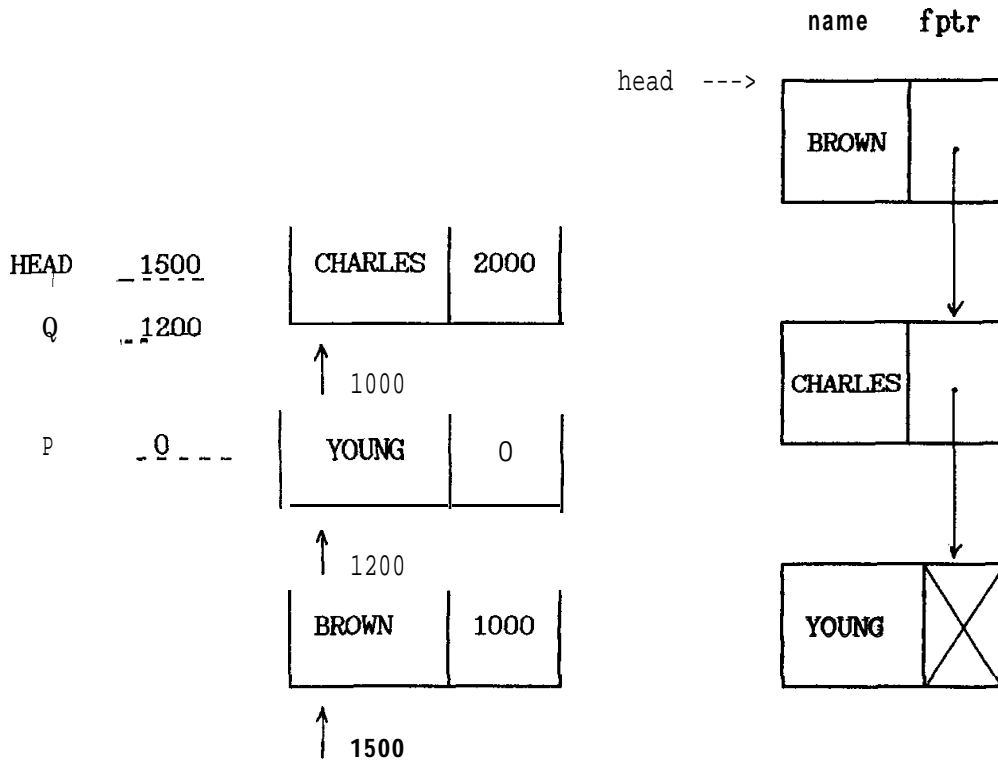 name fptr
head --->
BROWN
HEAD 1500
CHARLES 2000
Q 1200
1000
CHARLES
P 0
YOUNG 0
1200
BROWN 1000
YOUNG
1500